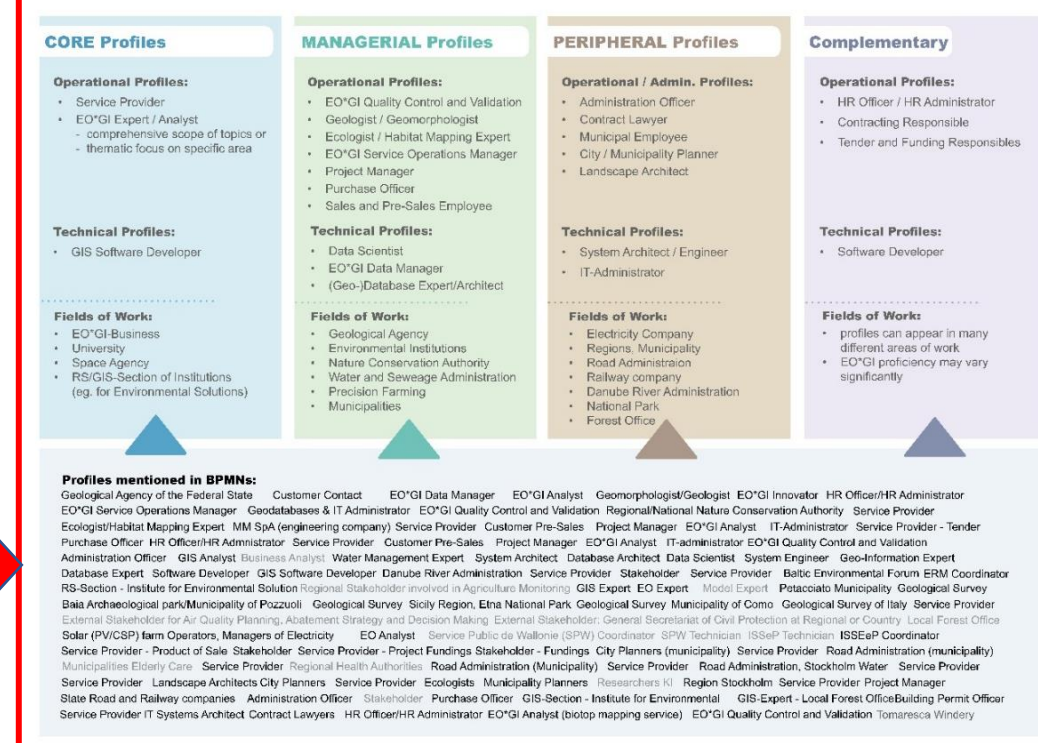 CORE Profiles
Operational Profiles:
• Service Provider
• EO*GI Expert / Analyst
- comprehensive scope of topics or
- thematic focus on specific area
Technical Profiles:
• GIS Software Developer
Fields of Work:
• EO*GI-Business
• University
• Space Agency
• RS/GIS-Section of Institutions
(eg. for Environmental Solutions)
MANAGERIAL Profiles
Operational Profiles:
• EO*GI Quality Control and Validation
• Geologist / Geomorphologist
• Ecologist / Habitat Mapping Expert
• EO*GI Service Operations Manager
• Project Manager
• Purchase Officer
• Sales and Pre-Sales Employee
Technical Profiles:
• Data Scientist
• EO*GI Data Manager
• (Geo-)Database Expert/Architect
Fields of Work:
• Geological Agency
• Environmental Institutions
• Nature Conservation Authority
• Water and Seweage Administration
• Precision Farming
• Municipalities
PERIPHERAL Profiles
Operational / Admin. Profiles:
• Administration Officer
• Contract Lawyer
• Municipal Employee
• City / Municipality Planner
• Landscape Architect
Technical Profiles:
• System Architect / Engineer
• IT-Administrator
Fields of Work:
• Electricity Company
• Regions, Municipality
• Road Administraion
• Railway company
• Danube River Administration
• National Park
• Forest Office
Complementary
Operational Profiles:
• HR Officer / HR Administrator
• Contracting Responsible
• Tender and Funding Responsibles
Technical Profiles:
• Software Developer
Fields of Work:
• profiles can appear in many
different areas of work
• EO*GI proficiency may vary
significantly
Profiles mentioned in BPMNs:
Geological Agency of the Federal State Customer Contact EO*GI Data Manager EO*GI Analyst Geomorphologist/Geologist EO*GI Innovator HR Officer/HR Administrator
EO*GI Service Operations Manager Geodatabases & IT Administrator EO*GI Quality Control and Validation Regional/National Nature Conservation Authority Service Provider
Ecologist/Habitat Mapping Expert MM SpA (engineering company) Service Provider Customer Pre-Sales Project Manager EO*GI Analyst IT-Administrator Service Provider - Tender
Purchase Officer HR Officer/HR Admnistrator Service Provider Customer Pre-Sales Project Manager EO*GI Analyst IT-administrator EO*GI Quality Control and Validation
Administration Officer GIS Analyst Business Analyst Water Management Expert System Architect Database Architect Data Scientist System Engineer Geo-Information Expert
Database Expert Software Developer GIS Software Developer Danube River Administration Service Provider Stakeholder Service Provider Baltic Environmental Forum ERM Coordinator
RS-Section - Institute for Environmental Solution Regional Stakeholder involved in Agriculture Monitoring GIS Expert EO Expert Model Expert Petacciato Municipality Geological Survey
Baia Archaeological park/Municipality of Pozzuoli Geological Survey Sicily Region, Etna National Park Geological Survey Municipality of Como Geological Survey of Italy Service Provider
External Stakeholder for Air Quality Planning, Abatement Strategy and Decision Making External Stakeholder: General Secretariat of Civil Protection at Regional or Country Local Forest Office
Solar (PV/CSP) farm Operators, Managers of Electricity EO Analyst Service Public de Wallonie (SPW) Coordinator SPW Technician ISSeP Technician ISSEeP Coordinator
Service Provider - Product of Sale Stakeholder Service Provider - Project Fundings Stakeholder - Fundings City Planners (municipality) Service Provider Road Administration (municipality)
Municipalities Elderly Care Service Provider Regional Health Authorities Road Administration (Municipality) Service Provider Road Administration, Stockholm Water Service Provider
Service Provider Landscape Architects City Planners Service Provider Ecologists Municipality Planners Researchers KI Region Stockholm Service Provider Project Manager
State Road and Railway companies Administration Officer Stakeholder Purchase Officer GIS-Section - Institute for Environmental GIS-Expert - Local Forest OfficeBuilding Permit Officer
Service Provider IT Systems Architect Contract Lawyers HR Officer/HR Administrator EO*GI Analyst (biotop mapping service) EO*GI Quality Control and Validation Tomaresca Windery